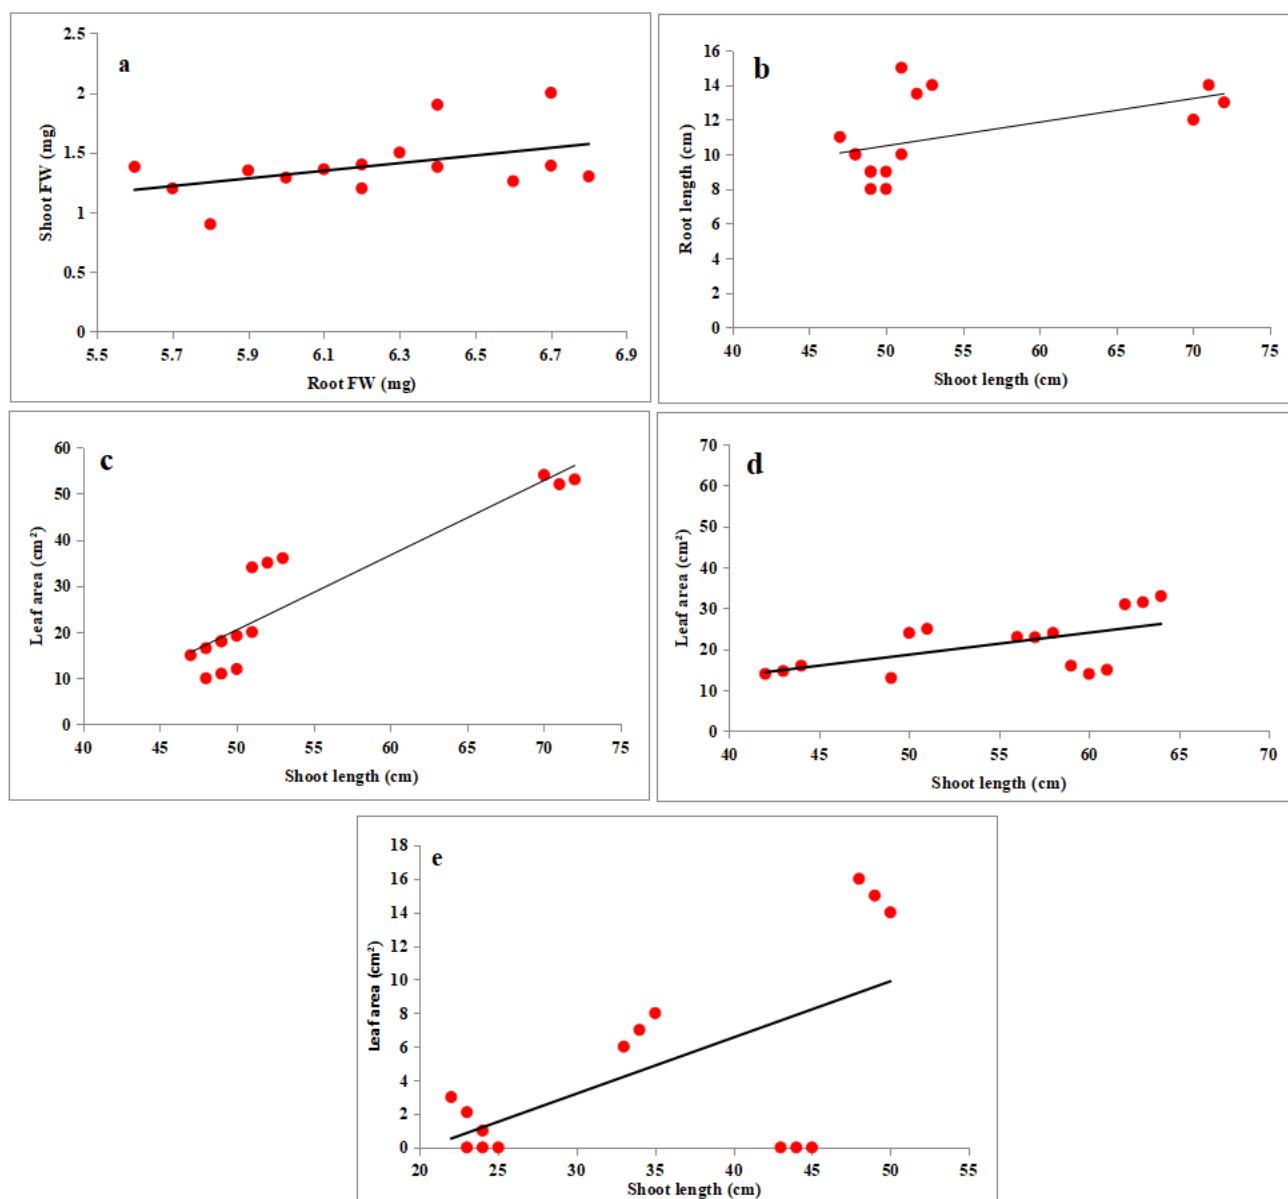 a
2.5
2
1.5
1
0.5
0
Shoot FW (mg)
5.5 5.7 5.9 6.1 6.3 6.5 6.7 6.9
Root FW (mg)
b
16
14
12
10
8
6
4
2
0
Root length (cm)
40 45 50 55 60 65 70 75
Shoot length (cm)
c
60
50
40
30
20
10
0
Leaf area (cm²)
40 45 50 55 60 65 70 75
Shoot length (cm)
d
70
60
50
40
30
20
10
0
Leaf area (cm²)
40 45 50 55 60 65 70
Shoot length (cm)
e
18
16
14
12
10
8
6
4
2
0
Leaf area (cm²)
20 25 30 35 40 45 50 55
Shoot length (cm)